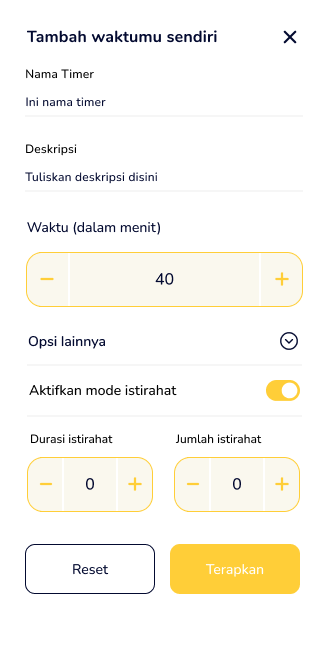 Tambah waktumu sendiri
Nama Timer
Ini nama timer
Deskripsi
Tuliskan deskripsi disini
Waktu (dalam menit)
− 40 +
Opsi lainnya
Aktifkan mode istirahat
Durasi istirahat Jumlah istirahat
− 0 + − 0 +
Reset Terapkan